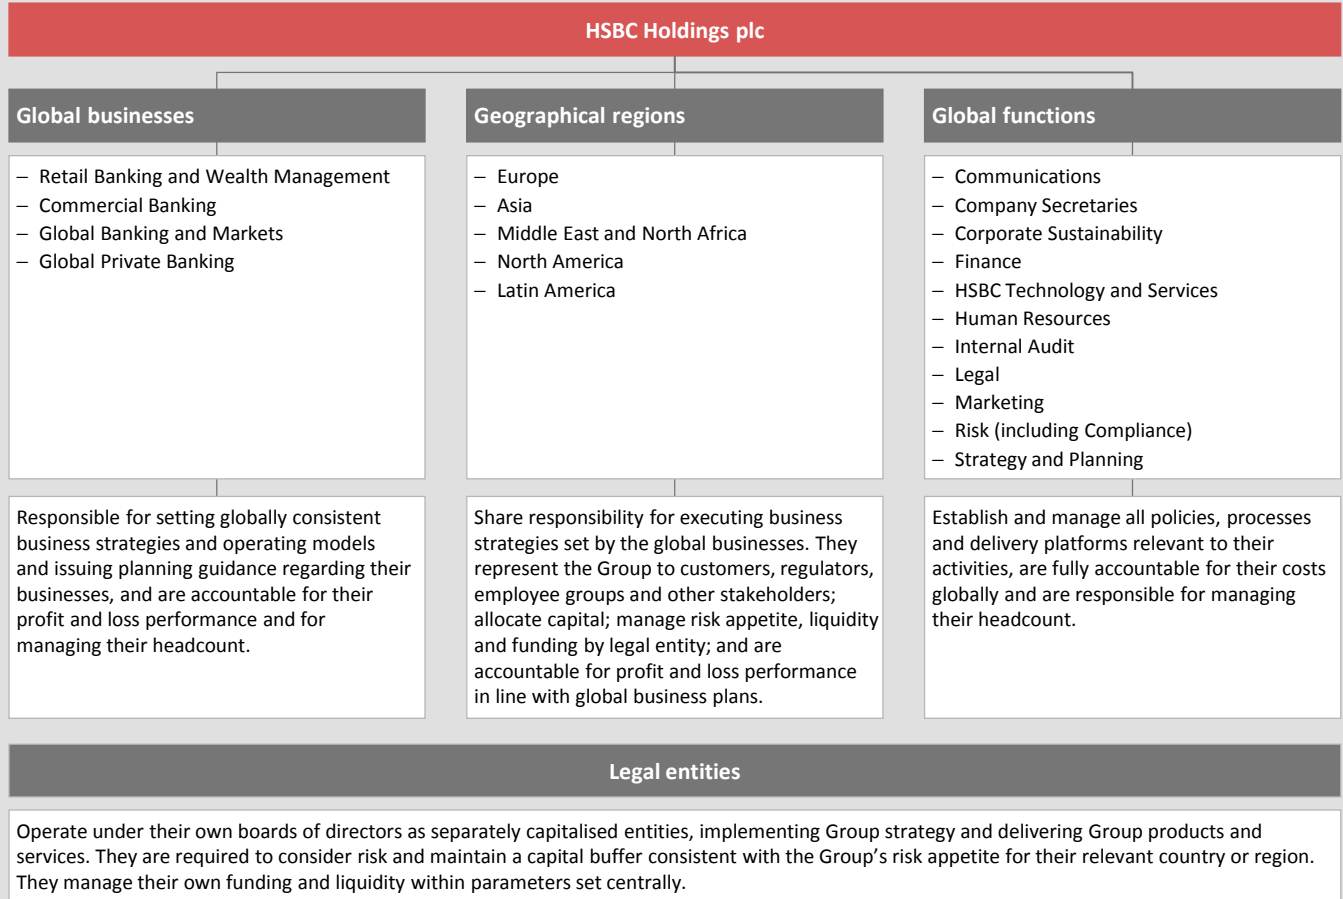 HSBC Holdings plc
Global businesses
– Retail Banking and Wealth Management
– Commercial Banking
– Global Banking and Markets
– Global Private Banking
Responsible for setting globally consistent
business strategies and operating models
and issuing planning guidance regarding their
businesses, and are accountable for their
profit and loss performance and for
managing their headcount.
Geographical regions
– Europe
– Asia
– Middle East and North Africa
– North America
– Latin America
Share responsibility for executing business
strategies set by the global businesses. They
represent the Group to customers, regulators,
employee groups and other stakeholders;
allocate capital; manage risk appetite, liquidity
and funding by legal entity; and are
accountable for profit and loss performance
in line with global business plans.
Global functions
– Communications
– Company Secretaries
– Corporate Sustainability
– Finance
– HSBC Technology and Services
– Human Resources
– Internal Audit
– Legal
– Marketing
– Risk (including Compliance)
– Strategy and Planning
Establish and manage all policies, processes
and delivery platforms relevant to their
activities, are fully accountable for their costs
globally and are responsible for managing
their headcount.
Legal entities
Operate under their own boards of directors as separately capitalised entities, implementing Group strategy and delivering Group products and
services. They are required to consider risk and maintain a capital buffer consistent with the Group’s risk appetite for their relevant country or region.
They manage their own funding and liquidity within parameters set centrally.